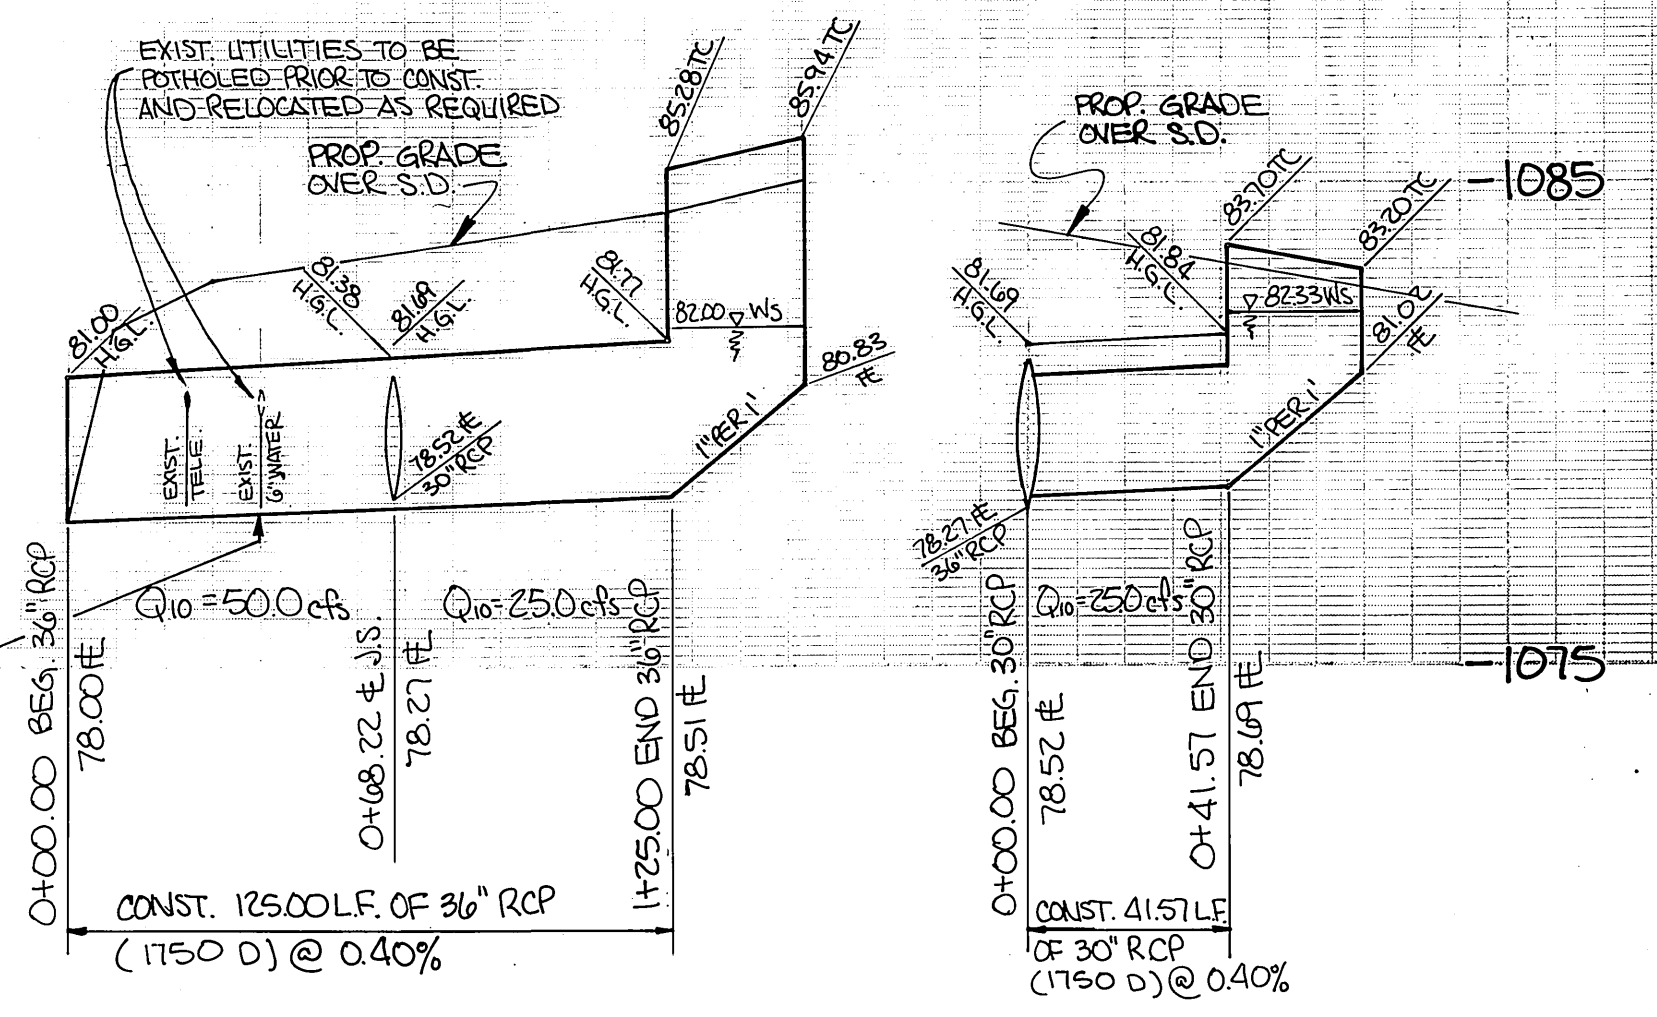 EXIST. UTILITIES TO BE
POTHOLED PRIOR TO CONST.
AND RELOCATED AS REQUIRED
PROP. GRADE
OVER S.D.
85.28 TC
85.94 TC
81.00
H.G.L.
81.38
H.G.L.
81.69
H.G.L.
81.77
H.G.L.
82.00 WS
80.83
FL
1" PER 1'
EXIST.
TELE.
EXIST.
6" WATER
78.52 FL
30" RCP
Q10 = 50.0 cfs
Q10 = 25.0 cfs
0+00.00 BEG. 36" RCP
78.00 FL
0+68.22 ℄ J.S.
78.27 FL
1+25.00 END 36" RCP
78.51 FL
CONST. 125.00 L.F. OF 36" RCP
(1750 D) @ 0.40%
PROP. GRADE
OVER S.D.
83.70 TC
83.20 TC
81.69
H.G.L.
81.84
H.G.L.
82.33 WS
81.02
FL
1" PER 1'
78.27 FL
36" RCP
Q10 = 25.0 cfs
0+00.00 BEG. 30" RCP
78.52 FL
0+41.57 END 30" RCP
78.69 FL
CONST. 41.57 L.F.
OF 30" RCP
(1750 D) @ 0.40%
-1085
-1075